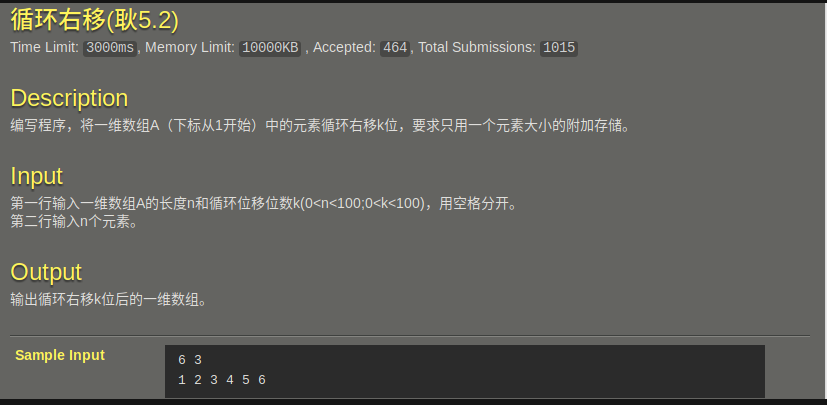 循环右移(耿5.2)
Time Limit: 3000ms, Memory Limit: 10000KB , Accepted: 464, Total Submissions: 1015
Description
编写程序，将一维数组A（下标从1开始）中的元素循环右移k位，要求只用一个元素大小的附加存储。
Input
第一行输入一维数组A的长度n和循环位移位数k(0<n<100;0<k<100)，用空格分开。
第二行输入n个元素。
Output
输出循环右移k位后的一维数组。
Sample Input
6 3
1 2 3 4 5 6